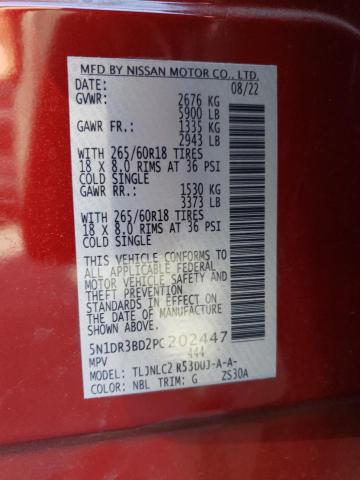 MFD BY NISSAN MOTOR CO., LTD.
DATE: 08/22
GVWR: 2676 KG
5900 LB
GAWR FR.: 1335 KG
2943 LB
WITH 265/60R18 TIRES
18 X 8.0 RIMS AT 36 PSI
COLD SINGLE
GAWR RR.: 1530 KG
3373 LB
WITH 265/60R18 TIRES
18 X 8.0 RIMS AT 36 PSI
COLD SINGLE
THIS VEHICLE CONFORMS TO
ALL APPLICABLE FEDERAL
MOTOR VEHICLE SAFETY AND
THEFT PREVENTION
STANDARDS IN EFFECT ON
THE DATE OF MANUFACTURE
SHOWN ABOVE.
5N1DR3BD2PC202447
MPV 444
MODEL: TLJNLC2 R53DUJ-A-A-
COLOR: NBL TRIM: G ZS30A